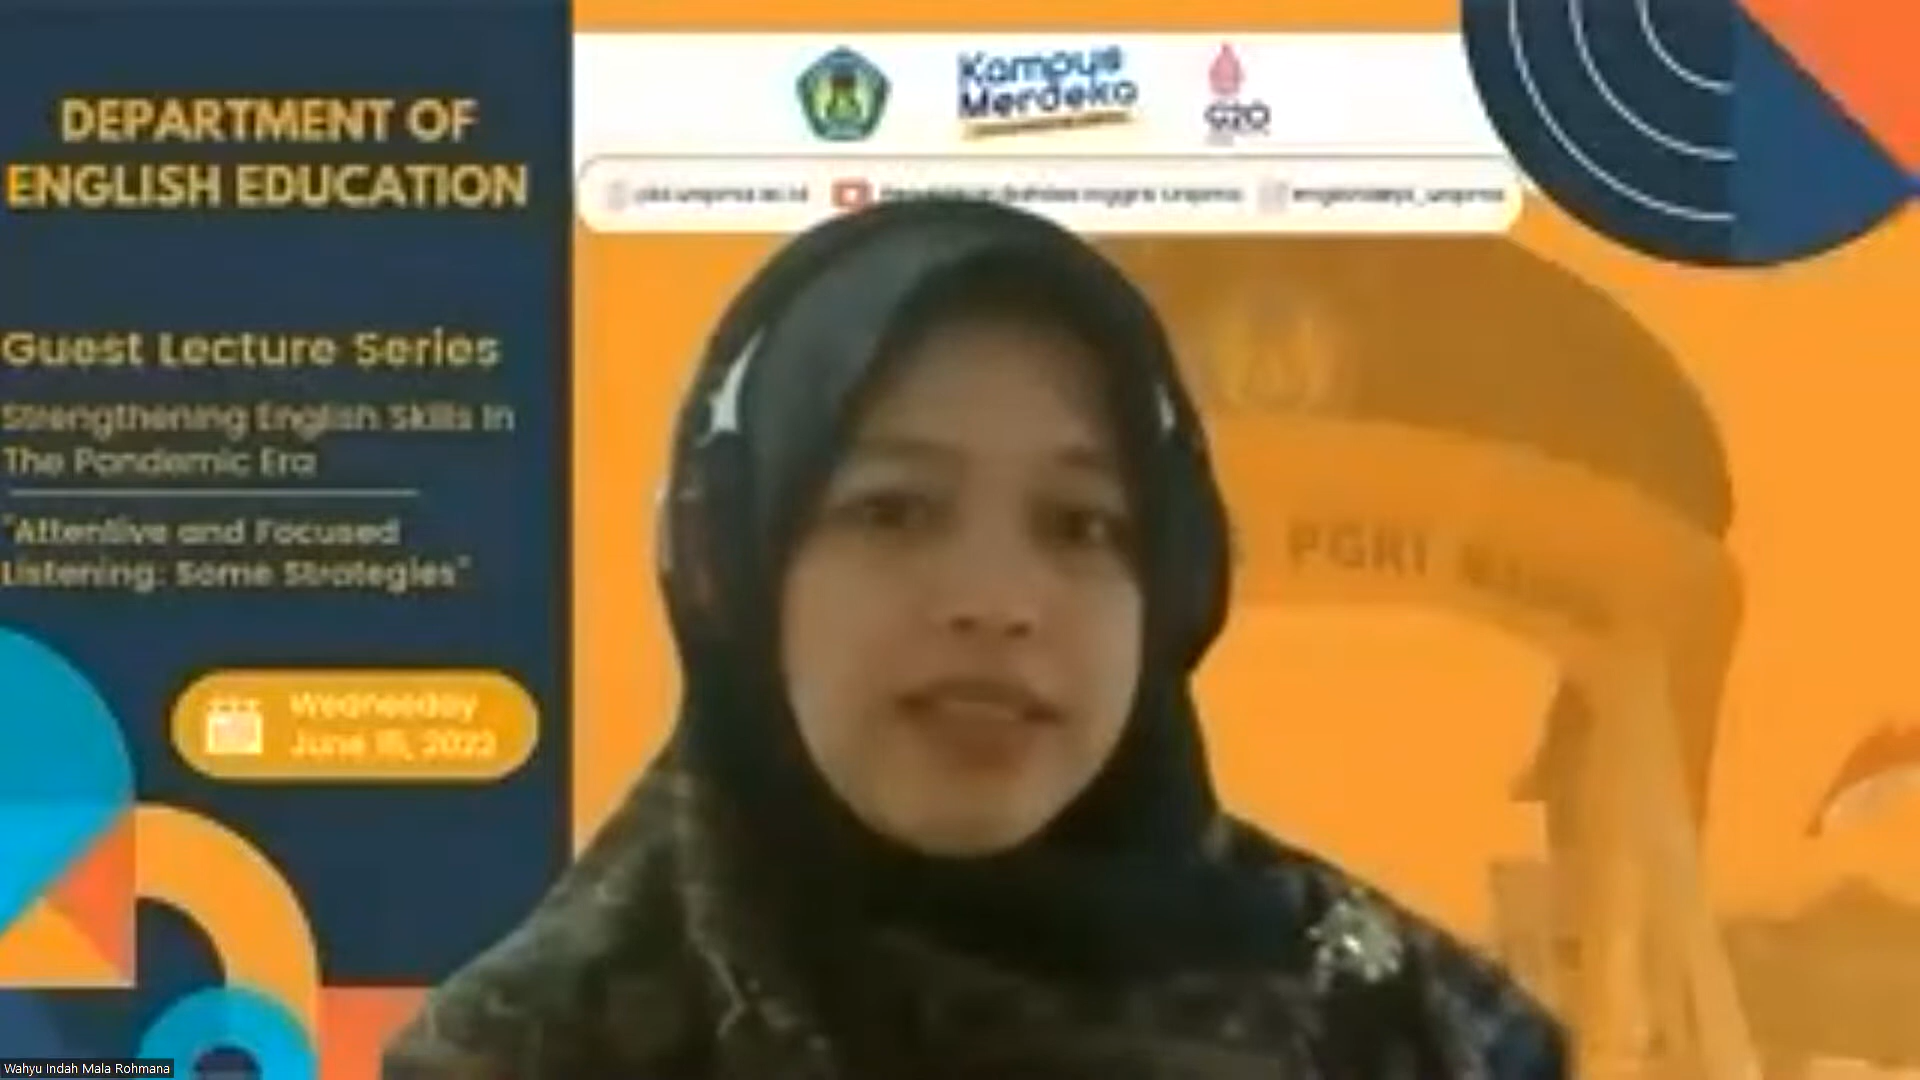 DEPARTMENT OF
ENGLISH EDUCATION
Guest Lecture Series
Strengthening English Skills In
The Pandemic Era
"Attentive and Focused
Listening: Some Strategies"
Wednesday
June 15, 2022
Kampus
Merdeka
G20
PGRI
Wahyu Indah Mala Rohmana